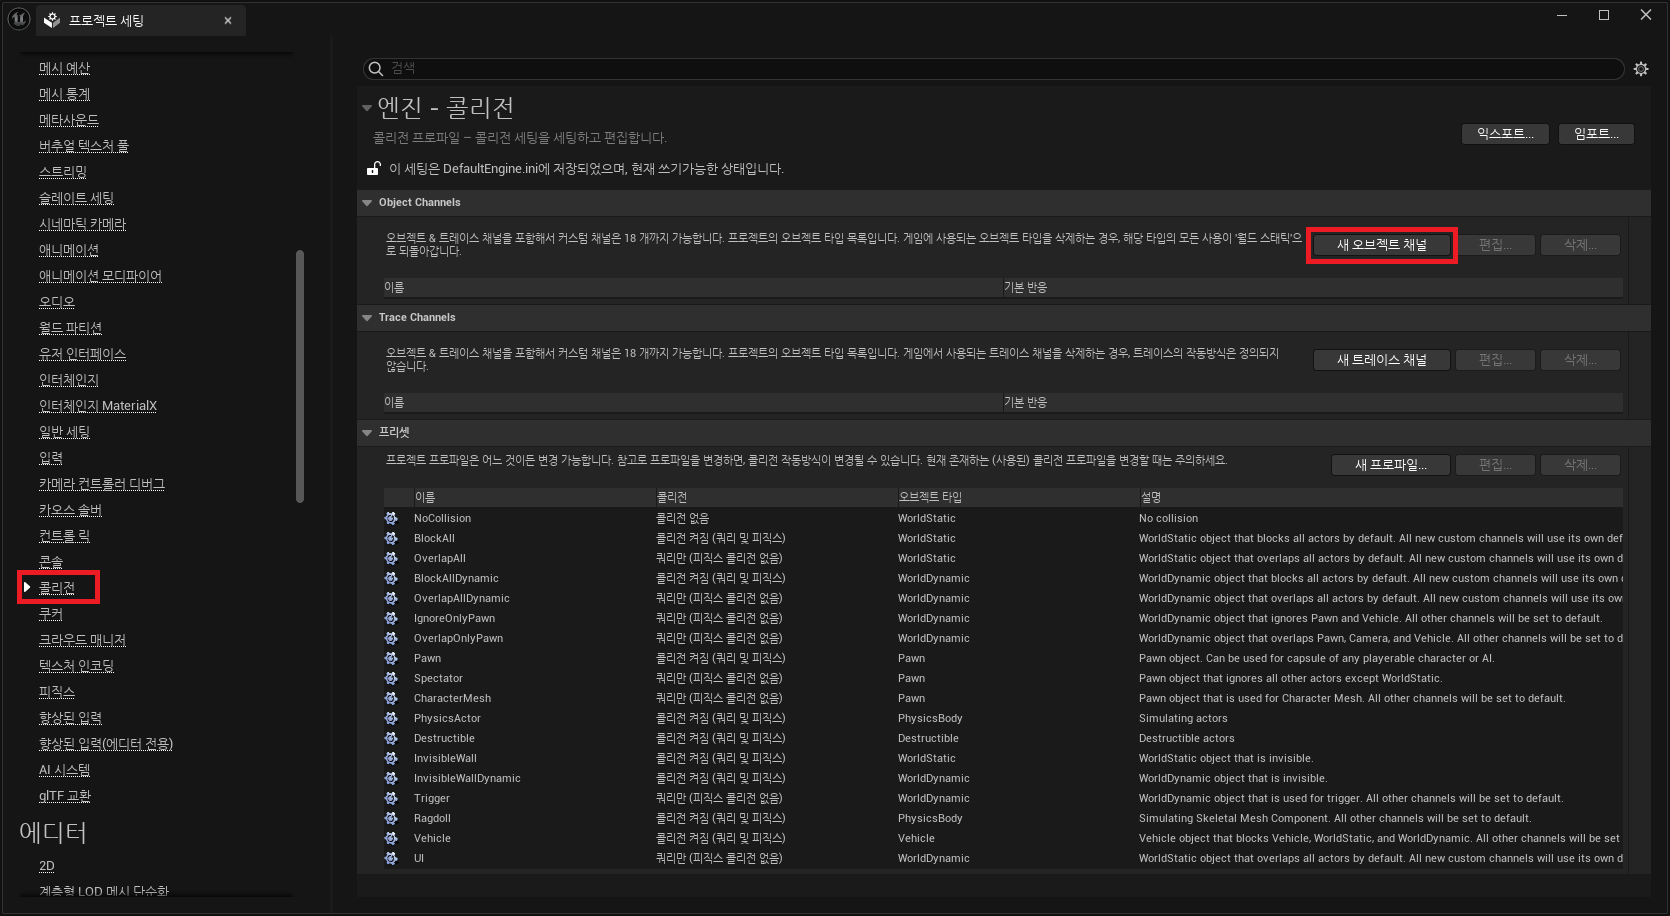 프로젝트 세팅
메시 예산
메시 통계
메타사운드
버추얼 텍스처 풀
스트리밍
슬레이트 세팅
시네마틱 카메라
애니메이션
애니메이션 모디파이어
오디오
월드 파티션
유저 인터페이스
인터체인지
인터체인지 MaterialX
일반 세팅
입력
카메라 컨트롤러 디버그
카오스 솔버
컨트롤 릭
콘솔
콜리전
쿠커
크라우드 매니저
텍스처 인코딩
피직스
향상된 입력
향상된 입력(에디터 전용)
AI 시스템
glTF 교환
에디터
2D
계층형 LOD 메시 단순화
검색
엔진 - 콜리전
콜리전 프로파일 – 콜리전 세팅을 세팅하고 편집합니다.
익스포트... 임포트...
이 세팅은 DefaultEngine.ini에 저장되었으며, 현재 쓰기가능한 상태입니다.
Object Channels
오브젝트 & 트레이스 채널을 포함해서 커스텀 채널은 18 개까지 가능합니다. 프로젝트의 오브젝트 타입 목록입니다. 게임에 사용되는 오브젝트 타입을 삭제하는 경우, 해당 타입의 모든 사용이 '월드 스태틱'으
로 되돌아갑니다.
새 오브젝트 채널 편집... 삭제...
이름 기본 반응
Trace Channels
오브젝트 & 트레이스 채널을 포함해서 커스텀 채널은 18 개까지 가능합니다. 프로젝트의 오브젝트 타입 목록입니다. 게임에서 사용되는 트레이스 채널을 삭제하는 경우, 트레이스의 작동방식은 정의되지
않습니다.
새 트레이스 채널 편집... 삭제...
이름 기본 반응
프리셋
프로젝트 프로파일은 어느 것이든 변경 가능합니다. 참고로 프로파일을 변경하면, 콜리전 작동방식이 변경될 수 있습니다. 현재 존재하는 (사용된) 콜리전 프로파일을 변경할 때는 주의하세요.
새 프로파일... 편집... 삭제...
이름 콜리전 오브젝트 타입 설명
NoCollision 콜리전 없음 WorldStatic No collision
BlockAll 콜리전 켜짐 (쿼리 및 피직스) WorldStatic WorldStatic object that blocks all actors by default. All new custom channels will use its own def
OverlapAll 쿼리만 (피직스 콜리전 없음) WorldStatic WorldStatic object that overlaps all actors by default. All new custom channels will use its own d
BlockAllDynamic 콜리전 켜짐 (쿼리 및 피직스) WorldDynamic WorldDynamic object that blocks all actors by default. All new custom channels will use its own d
OverlapAllDynamic 쿼리만 (피직스 콜리전 없음) WorldDynamic WorldDynamic object that overlaps all actors by default. All new custom channels will use its ow
IgnoreOnlyPawn 쿼리만 (피직스 콜리전 없음) WorldDynamic WorldDynamic object that ignores Pawn and Vehicle. All other channels will be set to default.
OverlapOnlyPawn 쿼리만 (피직스 콜리전 없음) WorldDynamic WorldDynamic object that overlaps Pawn, Camera, and Vehicle. All other channels will be set to d
Pawn 콜리전 켜짐 (쿼리 및 피직스) Pawn Pawn object. Can be used for capsule of any playerable character or AI.
Spectator 쿼리만 (피직스 콜리전 없음) Pawn Pawn object that ignores all other actors except WorldStatic.
CharacterMesh 쿼리만 (피직스 콜리전 없음) Pawn Pawn object that is used for Character Mesh. All other channels will be set to default.
PhysicsActor 콜리전 켜짐 (쿼리 및 피직스) PhysicsBody Simulating actors
Destructible 콜리전 켜짐 (쿼리 및 피직스) Destructible Destructible actors
InvisibleWall 콜리전 켜짐 (쿼리 및 피직스) WorldStatic WorldStatic object that is invisible.
InvisibleWallDynamic 콜리전 켜짐 (쿼리 및 피직스) WorldDynamic WorldDynamic object that is invisible.
Trigger 쿼리만 (피직스 콜리전 없음) WorldDynamic WorldDynamic object that is used for trigger. All other channels will be set to default.
Ragdoll 콜리전 켜짐 (쿼리 및 피직스) PhysicsBody Simulating Skeletal Mesh Component. All other channels will be set to default.
Vehicle 콜리전 켜짐 (쿼리 및 피직스) Vehicle Vehicle object that blocks Vehicle, WorldStatic, and WorldDynamic. All other channels will be set
UI 쿼리만 (피직스 콜리전 없음) WorldDynamic WorldStatic object that overlaps all actors by default. All new custom channels will use its own d